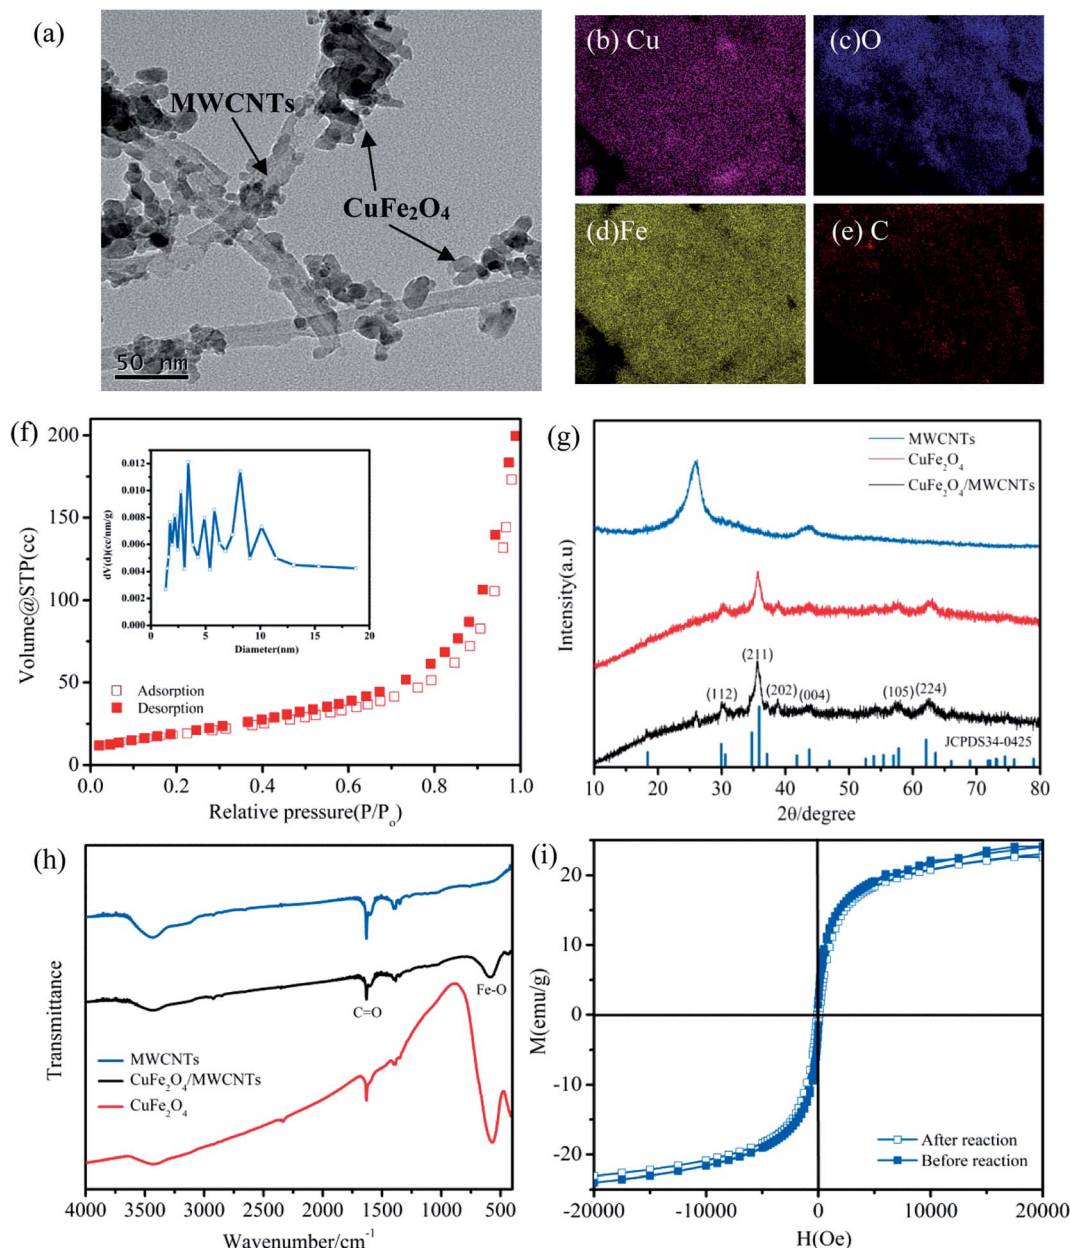 (a)
MWCNTs
CuFe₂O₄
50 nm
(b) Cu
(c)O
(d)Fe
(e) C
(f)
Volume@STP(cc)
200
150
100
50
0
0.0 0.2 0.4 0.6 0.8 1.0
Relative pressure(P/Pₒ)
Adsorption
Desorption
dV(d)(cc/nm/g)
0.012
0.010
0.008
0.006
0.004
0.002
0.000
0 5 10 15 20
Diameter(nm)
(g)
MWCNTs
CuFe₂O₄
CuFe₂O₄/MWCNTs
Intensity(a.u)
(112)
(211)
(202)
(004)
(105)
(224)
JCPDS34-0425
10 20 30 40 50 60 70 80
2θ/degree
(h)
Transmittance
C=O
Fe-O
MWCNTs
CuFe₂O₄/MWCNTs
CuFe₂O₄
4000 3500 3000 2500 2000 1500 1000 500
Wavenumber/cm⁻¹
(i)
M(emu/g)
20
10
0
-10
-20
After reaction
Before reaction
-20000 -10000 0 10000 20000
H(Oe)